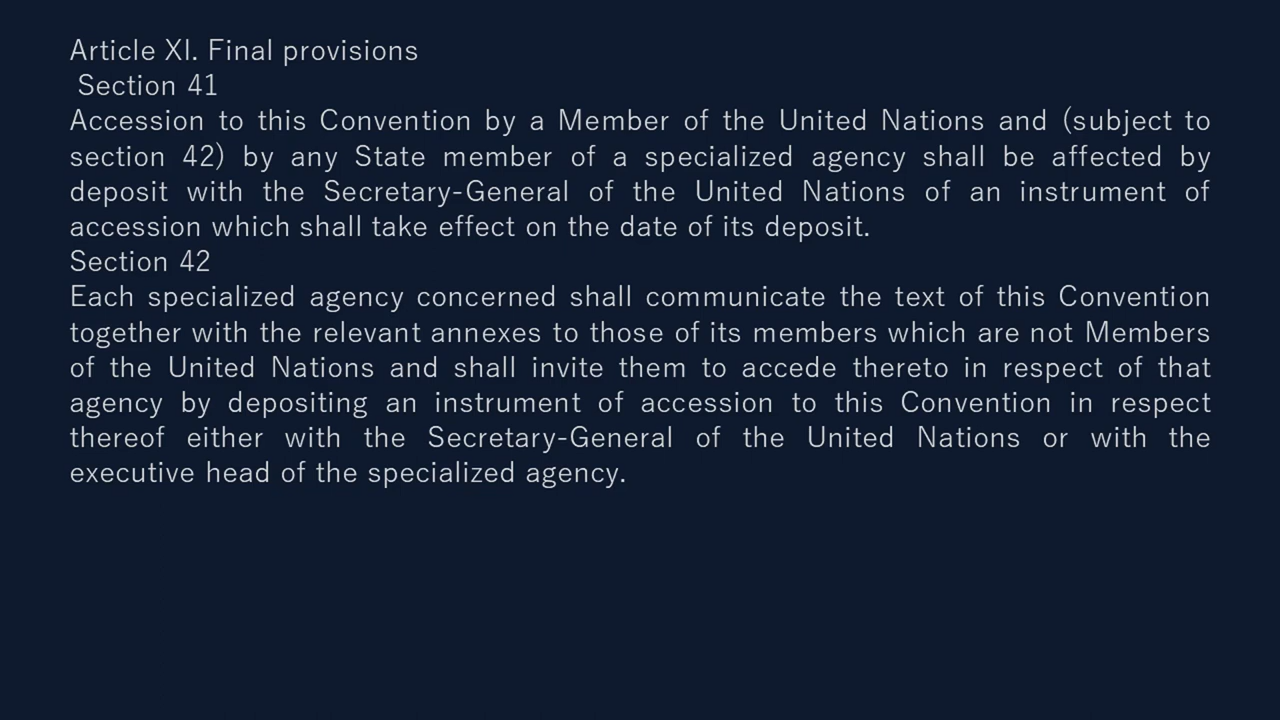 Article XI. Final provisions
Section 41
Accession to this Convention by a Member of the United Nations and (subject to
section 42) by any State member of a specialized agency shall be affected by
deposit with the Secretary-General of the United Nations of an instrument of
accession which shall take effect on the date of its deposit.
Section 42
Each specialized agency concerned shall communicate the text of this Convention
together with the relevant annexes to those of its members which are not Members
of the United Nations and shall invite them to accede thereto in respect of that
agency by depositing an instrument of accession to this Convention in respect
thereof either with the Secretary-General of the United Nations or with the
executive head of the specialized agency.